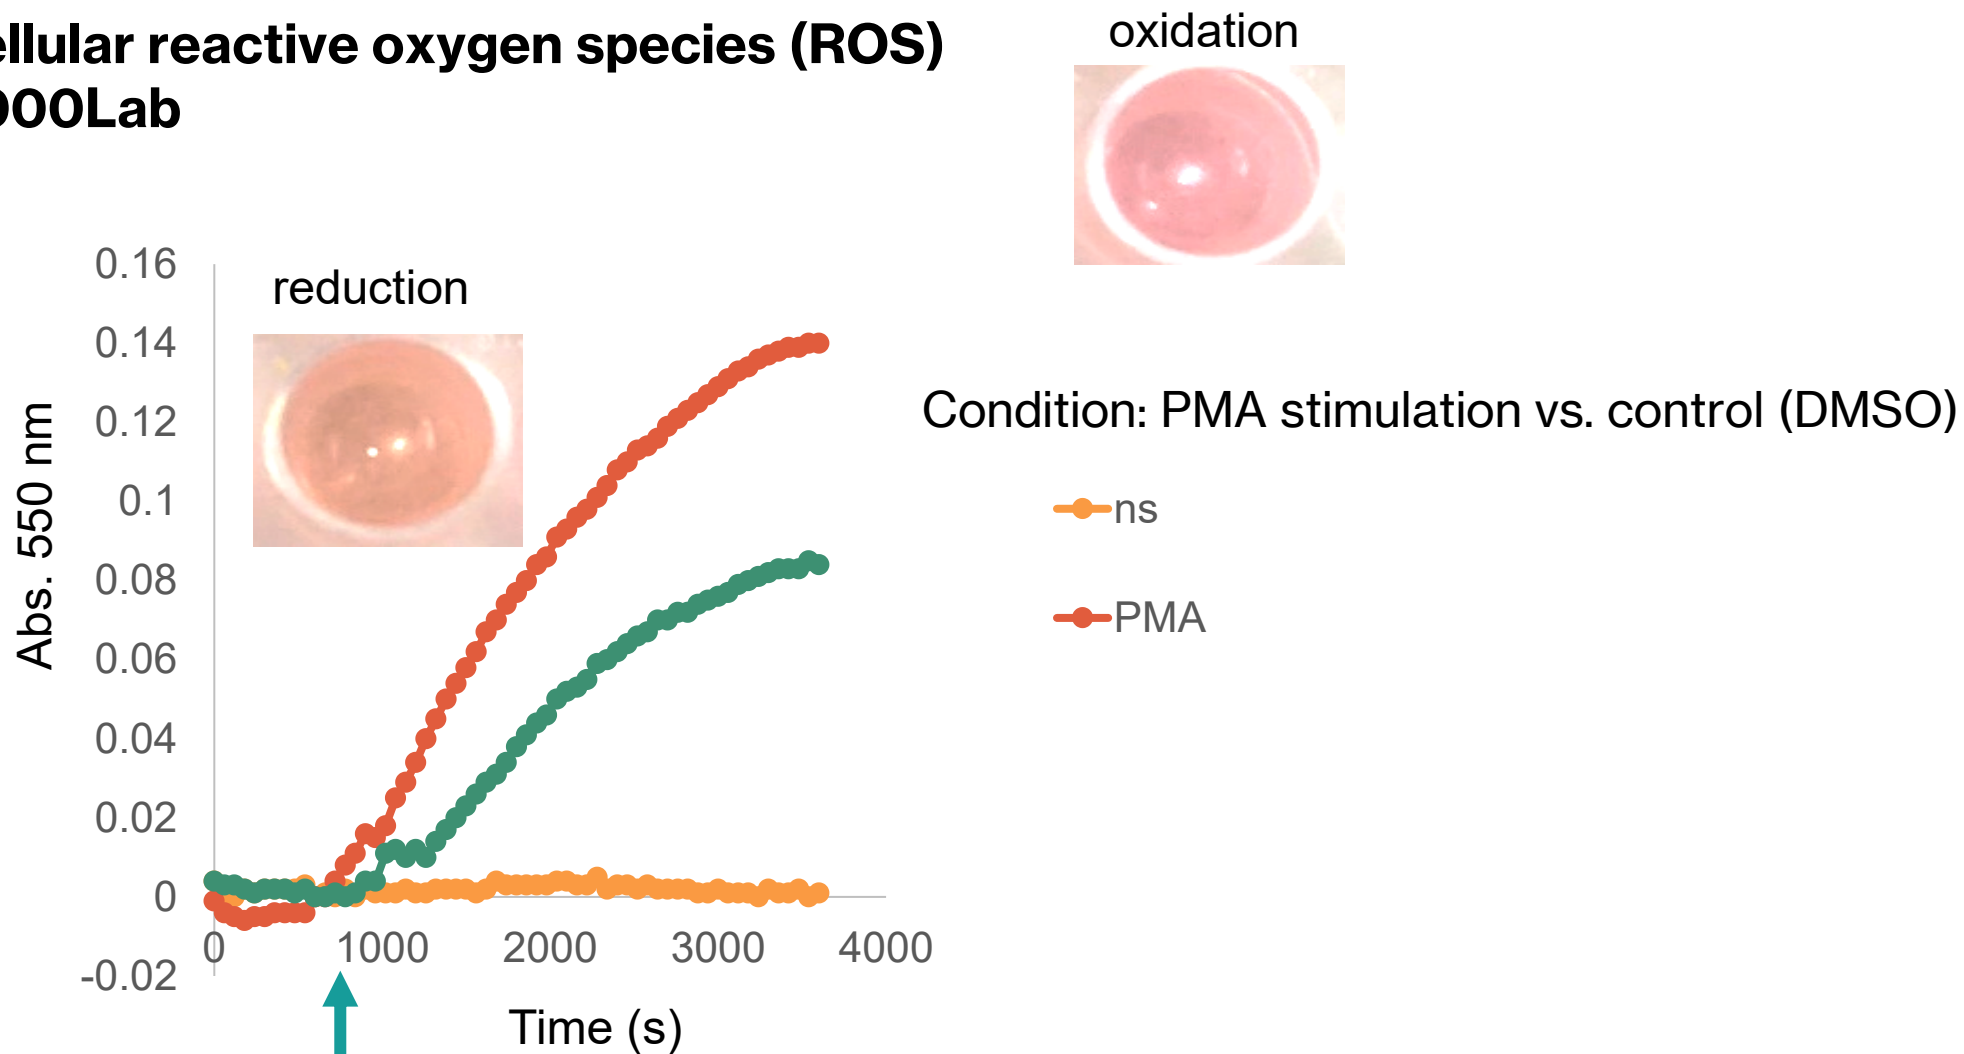 ellular reactive oxygen species (ROS)
000Lab
oxidation
0.16
reduction
0.14
0.12
0.1
0.08
0.06
0.04
0.02
0
-0.02
Abs. 550 nm
0 1000 2000 3000 4000
Time (s)
Condition: PMA stimulation vs. control (DMSO)
ns
PMA